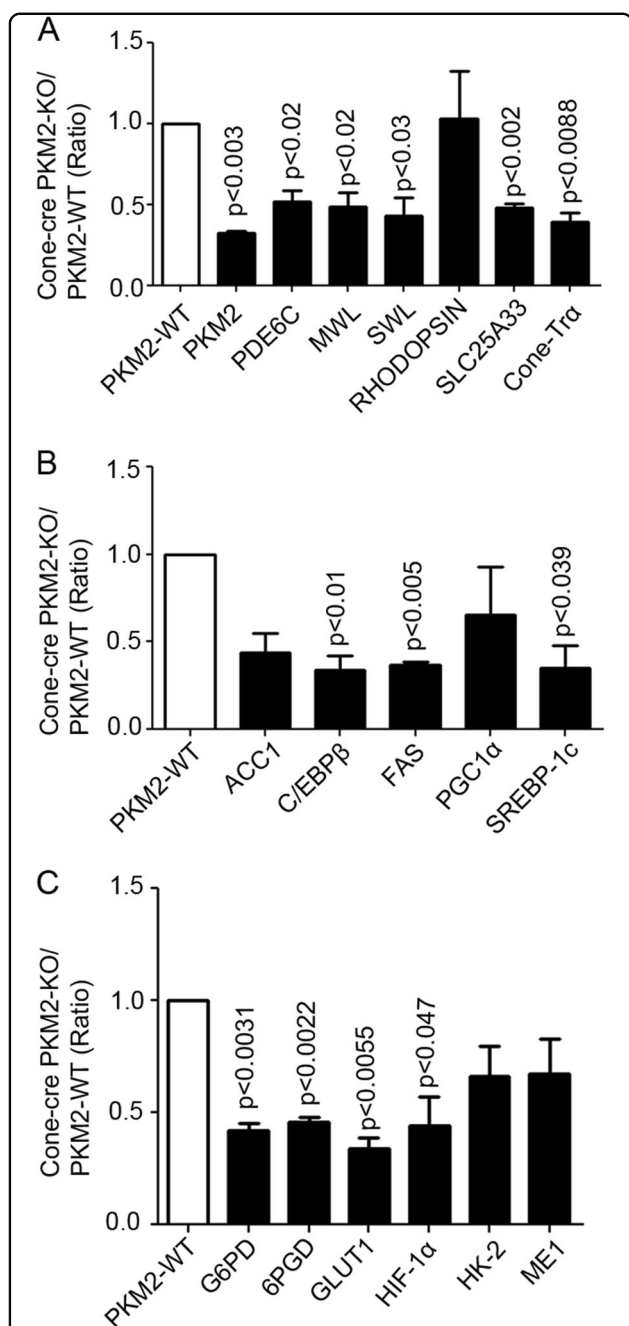 A
Cone-cre PKM2-KO/
PKM2-WT (Ratio)
1.5
1.0
0.5
0.0
p<0.003
p<0.02
p<0.02
p<0.03
p<0.002
p<0.0088
PKM2-WT
PKM2
PDE6C
MWL
SWL
RHODOPSIN
SLC25A33
Cone-Trα
B
Cone-cre PKM2-KO/
PKM2-WT (Ratio)
1.5
1.0
0.5
0.0
p<0.01
p<0.005
p<0.039
PKM2-WT
ACC1
C/EBPβ
FAS
PGC1α
SREBP-1c
C
Cone-cre PKM2-KO/
PKM2-WT (Ratio)
1.5
1.0
0.5
0.0
p<0.0031
p<0.0022
p<0.0055
p<0.047
PKM2-WT
G6PD
6PGD
GLUT1
HIF-1α
HK-2
ME1